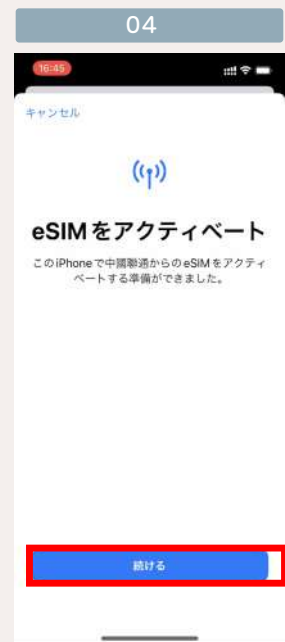 04
16:45
キャンセル
eSIMをアクティベート
このiPhoneで中國聯通からのeSIMをアクティ
ベートする準備ができました。
続ける